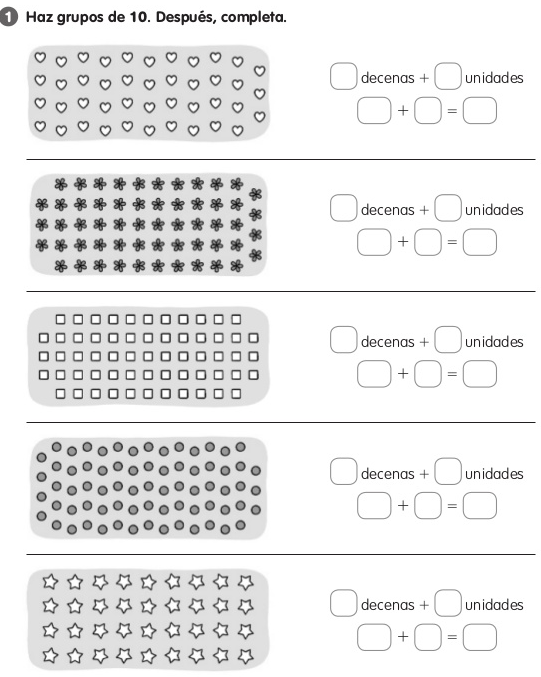 1 Haz grupos de 10. Después, completa.
decenas + unidades
+ =
decenas + unidades
+ =
decenas + unidades
+ =
decenas + unidades
+ =
decenas + unidades
+ =